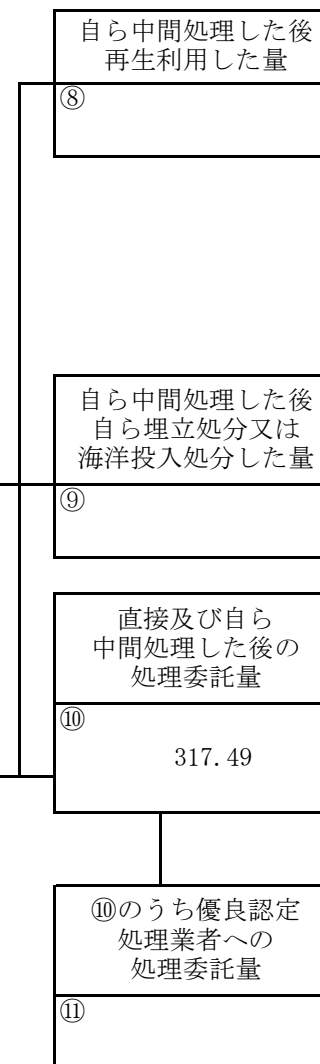 自ら中間処理した後
再生利用した量
⑧
自ら中間処理した後
自ら埋立処分又は
海洋投入処分した量
⑨
直接及び自ら
中間処理した後の
処理委託量
⑩
317.49
⑩のうち優良認定
処理業者への
処理委託量
⑪